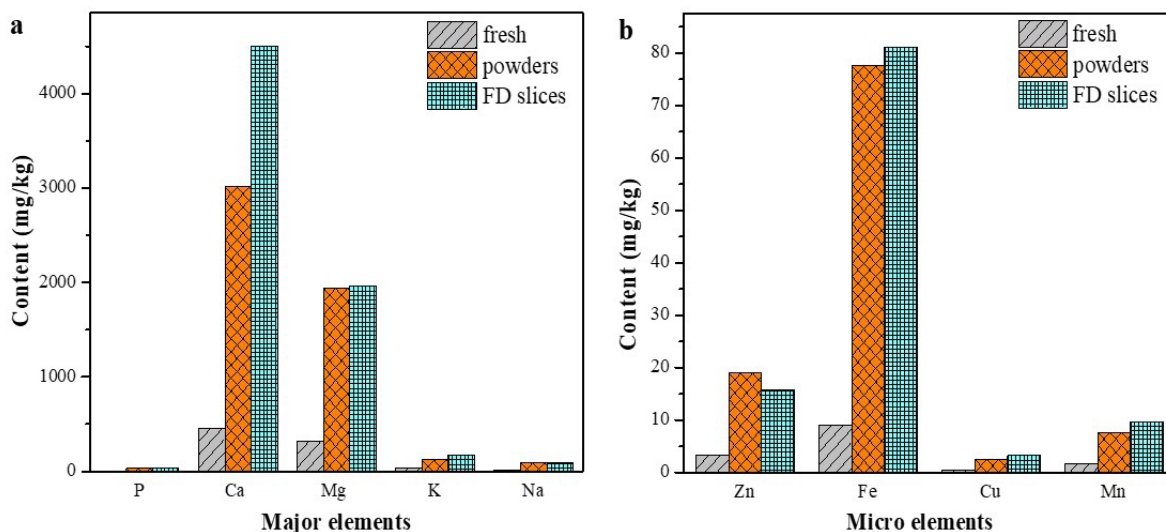 a
fresh
powders
FD slices
Content (mg/kg)
4000
3000
2000
1000
0
P Ca Mg K Na
Major elements
b
fresh
powders
FD slices
Content (mg/kg)
80
70
60
50
40
30
20
10
0
Zn Fe Cu Mn
Micro elements